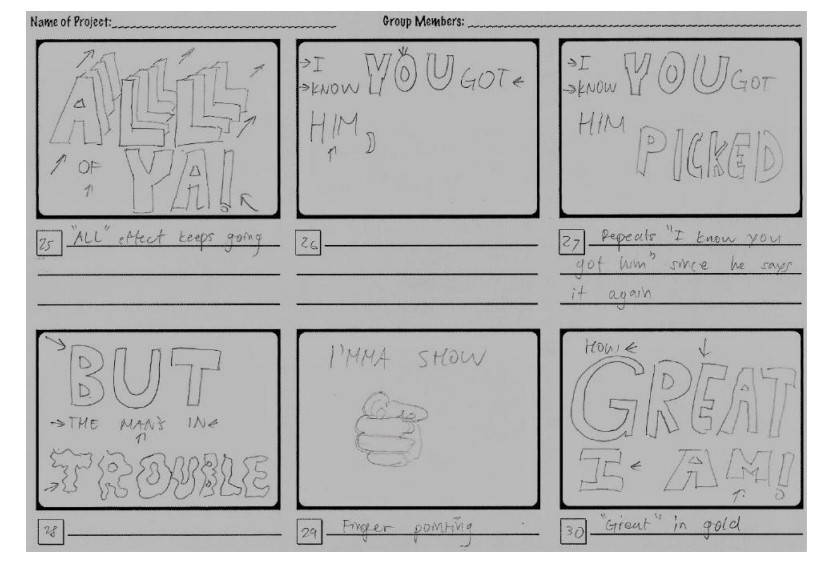 Name of Project: Group Members:
ALLLL
OF
YA!
25 "ALL" effect keeps going
I
KNOW YOU GOT
HIM,
26
I
KNOW YOU GOT
HIM PICKED
27 Repeats "I know you
got him" since he says
it again
BUT
THE MAN'S IN
TROUBLE
28
I'MMA SHOW
29 Finger pointing
HOW
GREAT
I AM!
30 "Great" in gold